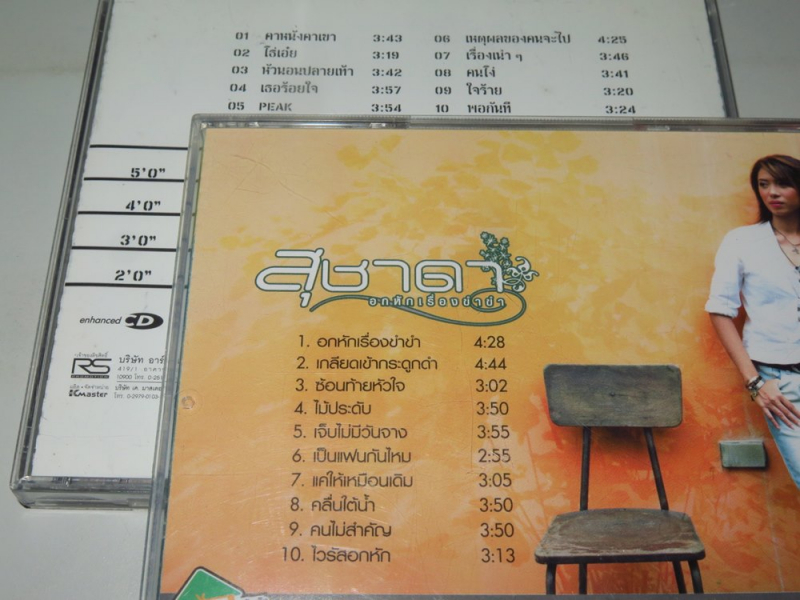 01 คาหนังคาเขา 3:43
02 ไฮ่เอ๋ย 3:19
03 หัวนอนปลายเท้า 3:42
04 เธอร้อยใจ 3:57
05 PEAK 3:54
06 เหตุผลของคนจะไป 4:25
07 เรื่องเน่า ๆ 3:46
08 คนโง่ 3:41
09 ใจร้าย 3:20
10 พอกันที 3:24
5'0"
4'0"
3'0"
2'0"
enhanced CD
RS
PROMOTION
บริษัท อาร์
Master
สุชาดา
อกหักเรื่องขำขำ
1. อกหักเรื่องขำขำ 4:28
2. เกลียดเข้ากระดูกดำ 4:44
3. ซ้อนท้ายหัวใจ 3:02
4. ไม้ประดับ 3:50
5. เจ็บไม่มีวันจาง 3:55
6. เป็นแฟนกันไหม 2:55
7. แค่ให้เหมือนเดิม 3:05
8. คลื่นใต้น้ำ 3:50
9. คนไม่สำคัญ 3:50
10. ไวรัสอกหัก 3:13